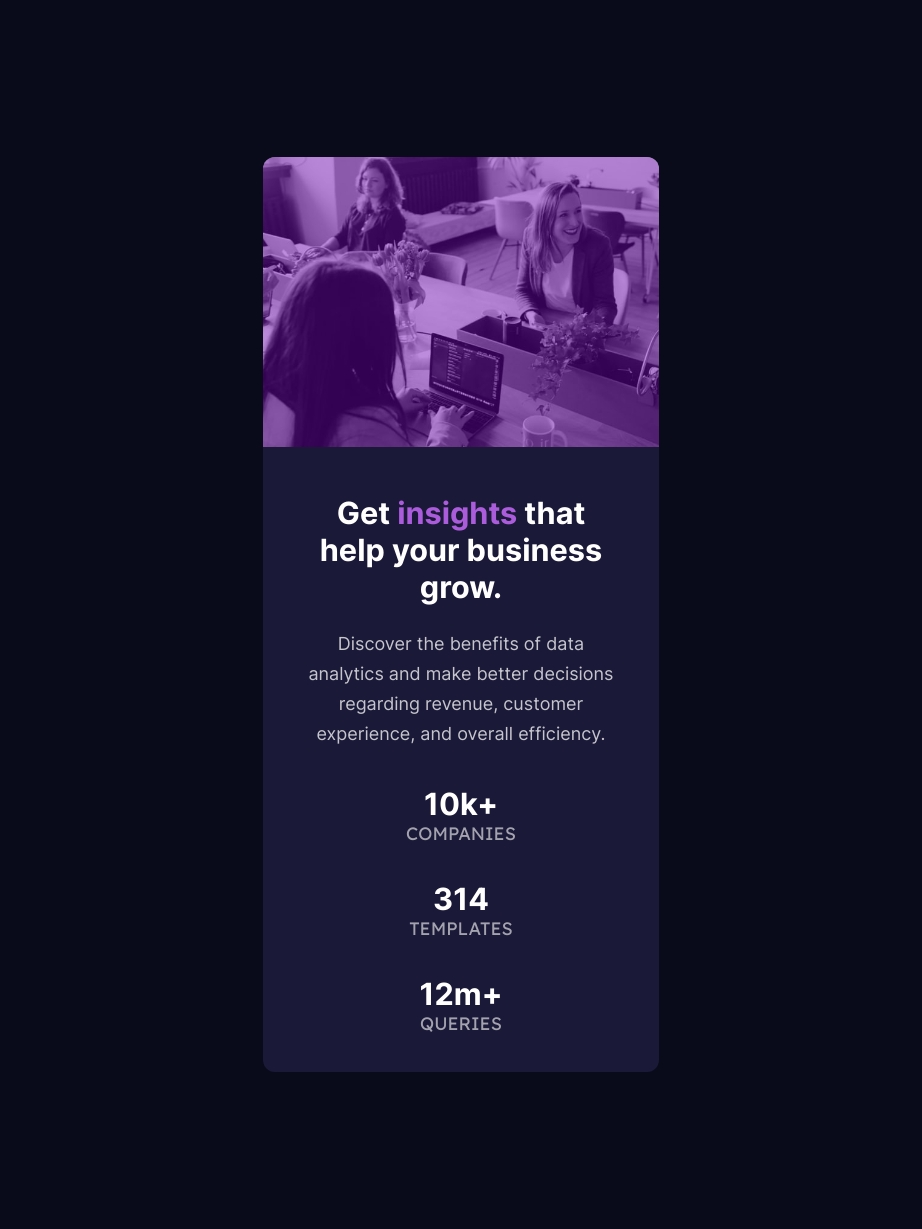 Get insights that
help your business
grow.
Discover the benefits of data
analytics and make better decisions
regarding revenue, customer
experience, and overall efficiency.
10k+
COMPANIES
314
TEMPLATES
12m+
QUERIES